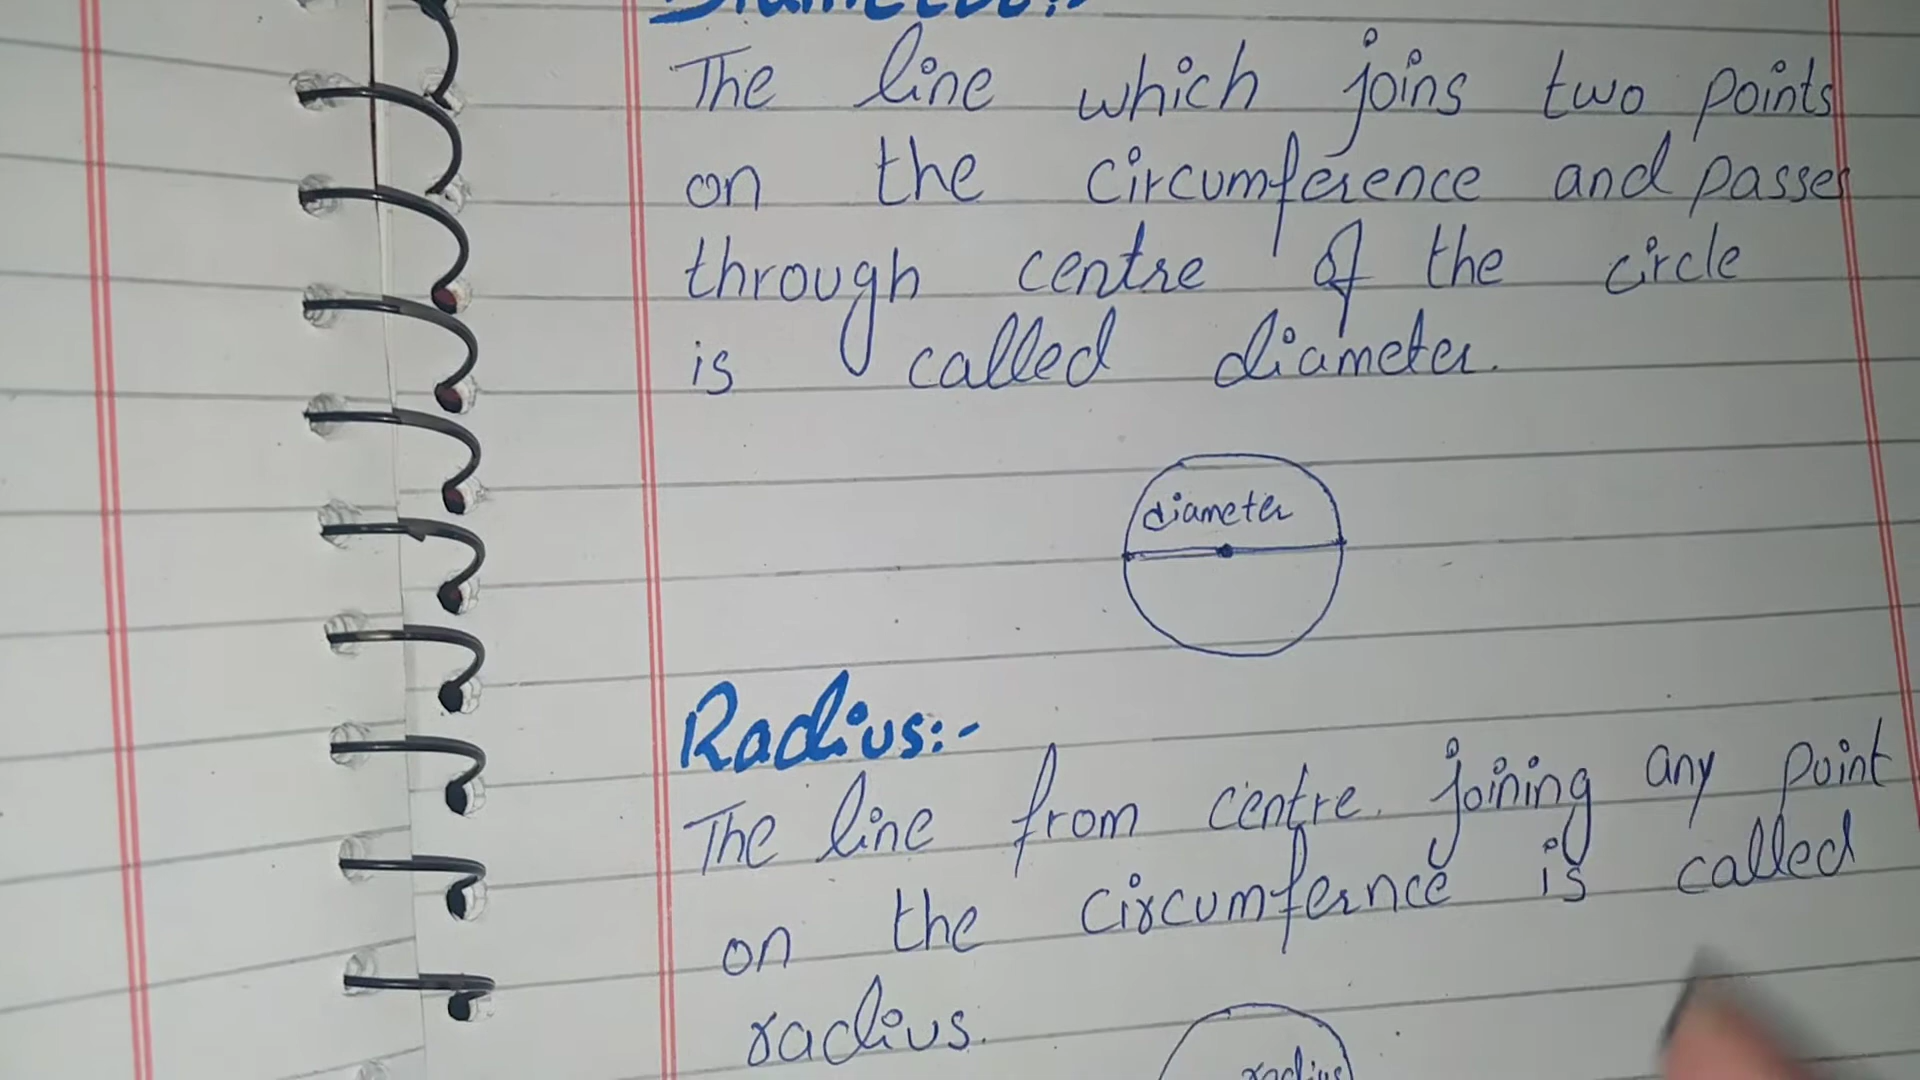 The line which joins two points
on the circumference and passes
through centre of the circle
is called diameter.
diameter
Radius:-
The line from centre. joining any point
on the circumfernce is called
radius.
radius